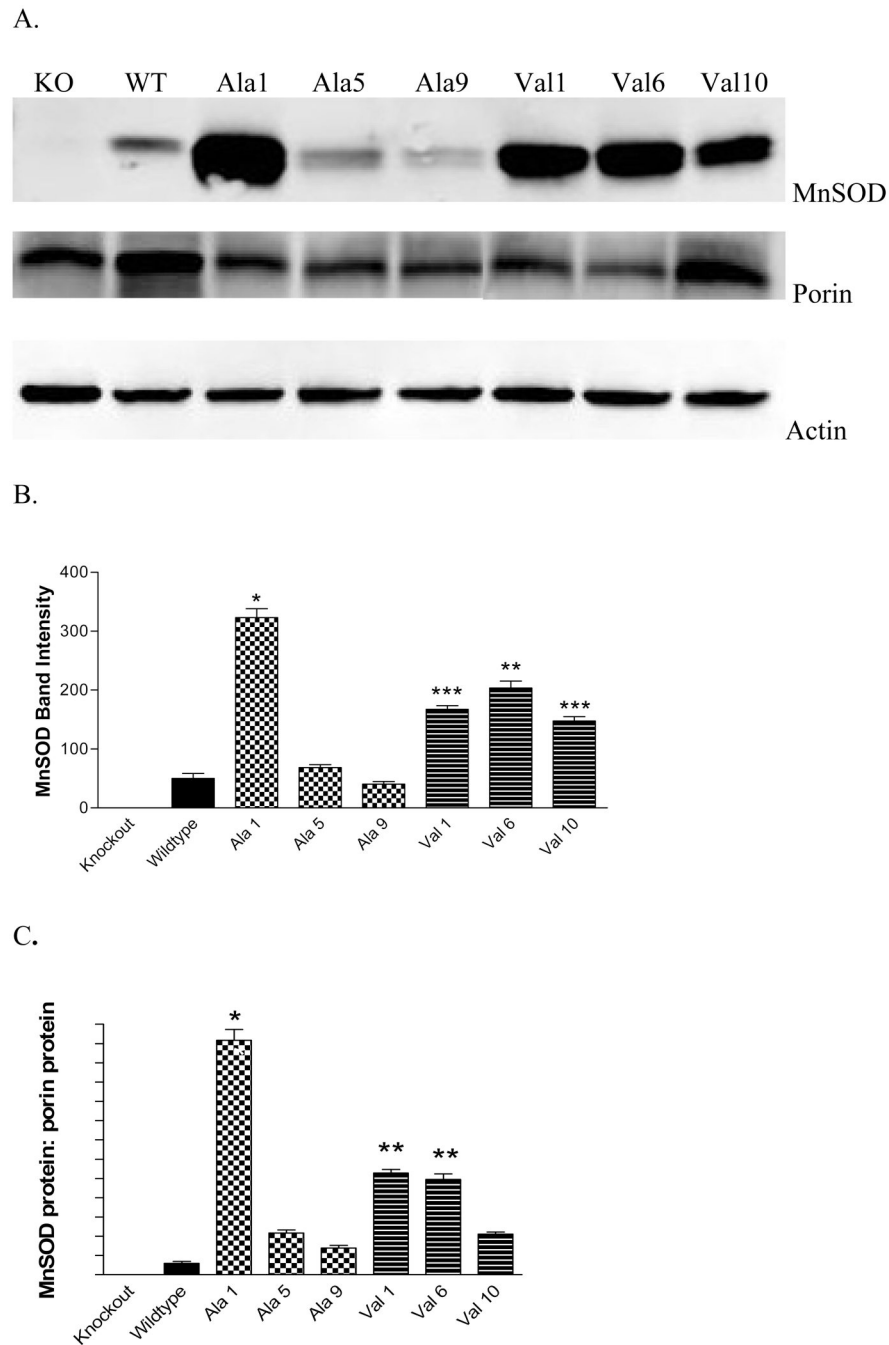 A.
KO WT Ala1 Ala5 Ala9 Val1 Val6 Val10
MnSOD
Porin
Actin
B.
MnSOD Band Intensity
400
300
200
100
0
*
***
**
***
Knockout Wildtype Ala 1 Ala 5 Ala 9 Val 1 Val 6 Val 10
C.
MnSOD protein: porin protein
*
**
**
Knockout Wildtype Ala 1 Ala 5 Ala 9 Val 1 Val 6 Val 10